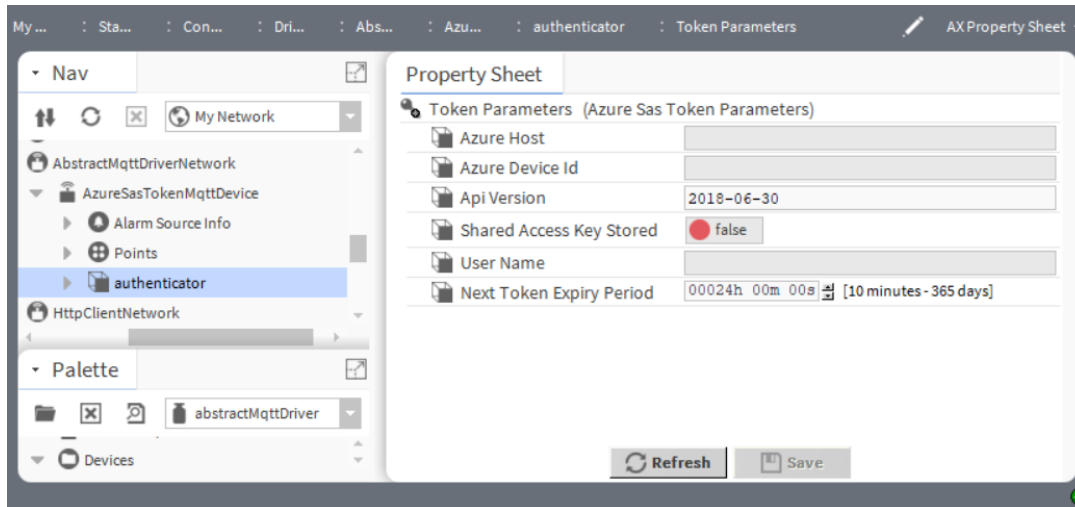 My ... : Sta... : Con... : Dri... : Abs... : Azu... : authenticator : Token Parameters AX Property Sheet
Nav
My Network
AbstractMqttDriverNetwork
AzureSasTokenMqttDevice
Alarm Source Info
Points
authenticator
HttpClientNetwork
Palette
abstractMqttDriver
Devices
Property Sheet
Token Parameters (Azure Sas Token Parameters)
Azure Host
Azure Device Id
Api Version 2018-06-30
Shared Access Key Stored false
User Name
Next Token Expiry Period 00024h 00m 00s [10 minutes - 365 days]
Refresh Save